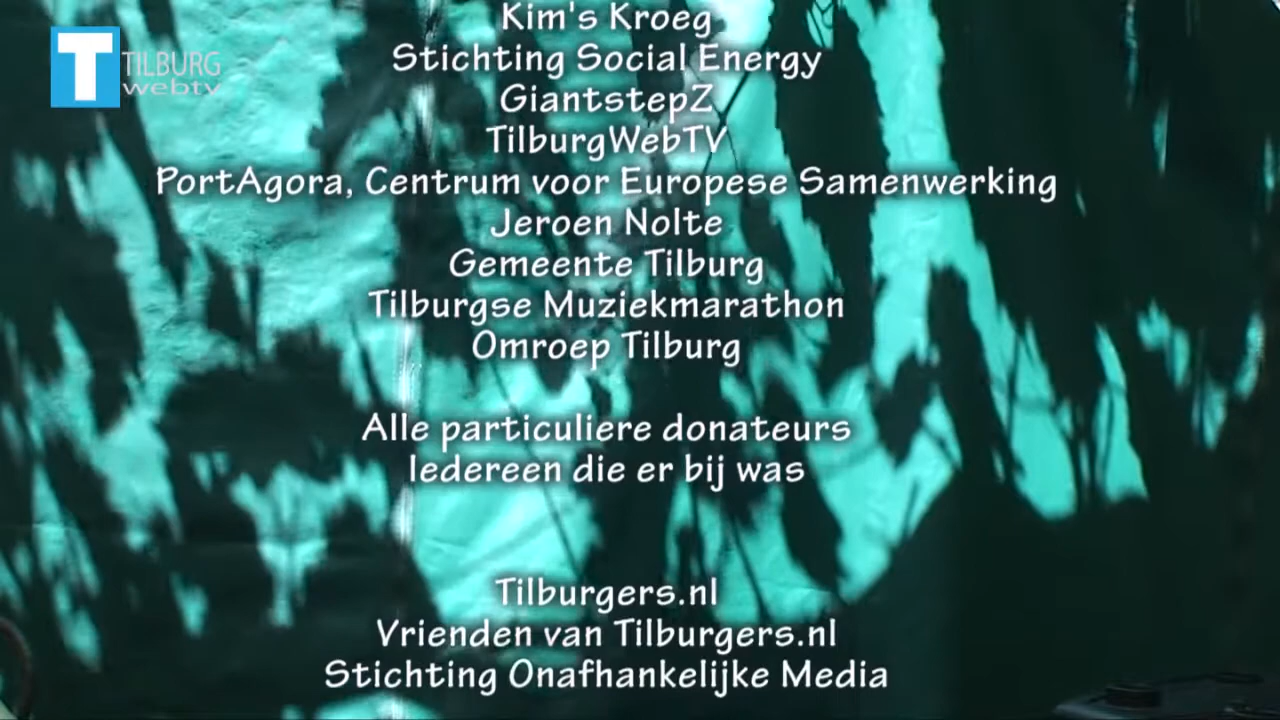 Kim's Kroeg
Stichting Social Energy
T TILBURG
webtv
GiantstepZ
TilburgWebTV
PortAgora, Centrum voor Europese Samenwerking
Jeroen Nolte
Gemeente Tilburg
Tilburgse Muziekmarathon
Omroep Tilburg
Alle particuliere donateurs
Iedereen die er bij was
Tilburgers.nl
Vrienden van Tilburgers.nl
Stichting Onafhankelijke Media